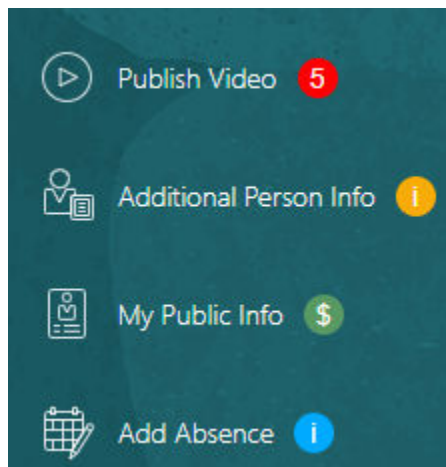 Publish Video 5
Additional Person Info i
My Public Info $
Add Absence i